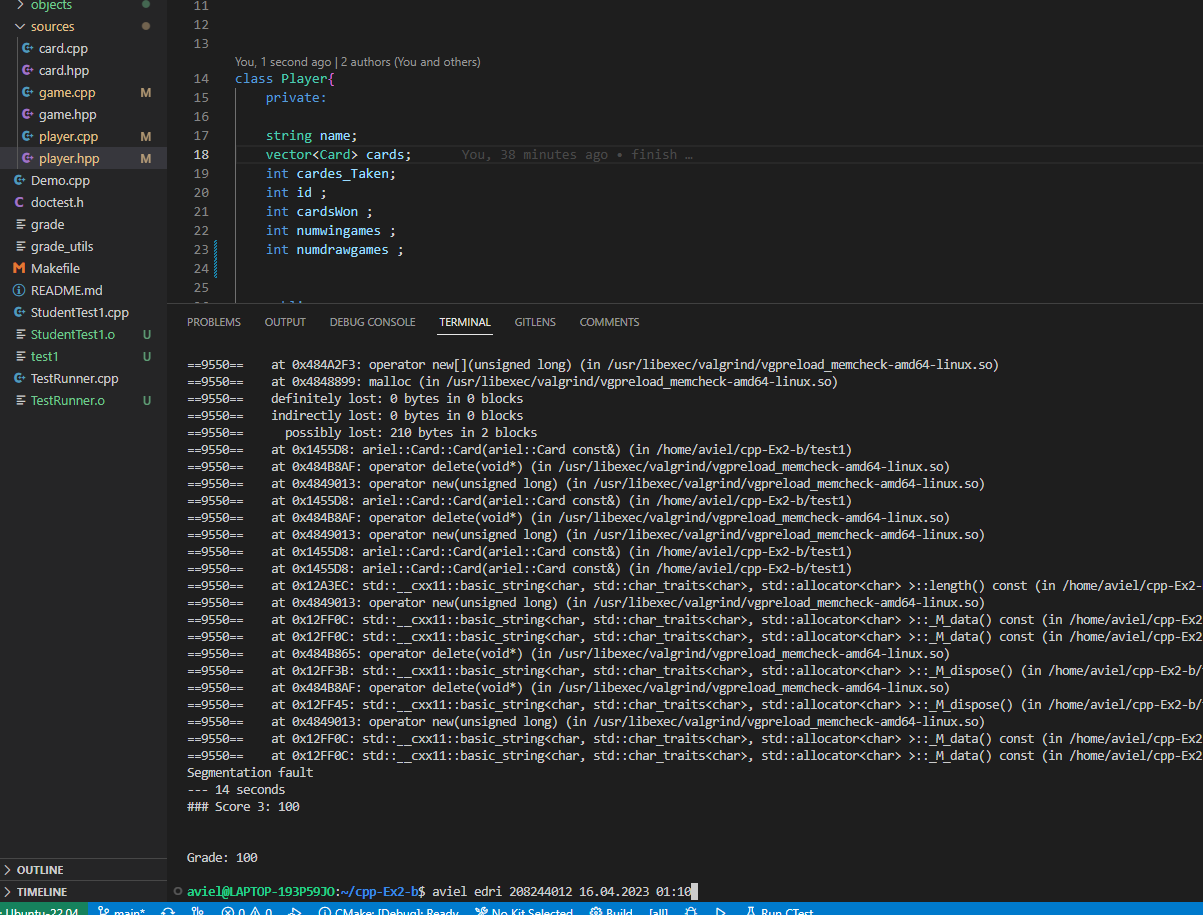 objects
sources
card.cpp
card.hpp
game.cpp M
game.hpp
player.cpp M
player.hpp M
Demo.cpp
doctest.h
grade
grade_utils
Makefile
README.md
StudentTest1.cpp
StudentTest1.o U
test1 U
TestRunner.cpp
TestRunner.o U
OUTLINE
TIMELINE
11
12
13
You, 1 second ago | 2 authors (You and others)
14 class Player{
15 private:
16
17 string name;
18 vector<Card> cards; You, 38 minutes ago • finish …
19 int cardes_Taken;
20 int id ;
21 int cardsWon ;
22 int numwingames ;
23 int numdrawgames ;
24
25
PROBLEMS OUTPUT DEBUG CONSOLE TERMINAL GITLENS COMMENTS
==9550== at 0x484A2F3: operator new[](unsigned long) (in /usr/libexec/valgrind/vgpreload_memcheck-amd64-linux.so)
==9550== at 0x4848899: malloc (in /usr/libexec/valgrind/vgpreload_memcheck-amd64-linux.so)
==9550== definitely lost: 0 bytes in 0 blocks
==9550== indirectly lost: 0 bytes in 0 blocks
==9550== possibly lost: 210 bytes in 2 blocks
==9550== at 0x1455D8: ariel::Card::Card(ariel::Card const&) (in /home/aviel/cpp-Ex2-b/test1)
==9550== at 0x484B8AF: operator delete(void*) (in /usr/libexec/valgrind/vgpreload_memcheck-amd64-linux.so)
==9550== at 0x4849013: operator new(unsigned long) (in /usr/libexec/valgrind/vgpreload_memcheck-amd64-linux.so)
==9550== at 0x1455D8: ariel::Card::Card(ariel::Card const&) (in /home/aviel/cpp-Ex2-b/test1)
==9550== at 0x484B8AF: operator delete(void*) (in /usr/libexec/valgrind/vgpreload_memcheck-amd64-linux.so)
==9550== at 0x4849013: operator new(unsigned long) (in /usr/libexec/valgrind/vgpreload_memcheck-amd64-linux.so)
==9550== at 0x1455D8: ariel::Card::Card(ariel::Card const&) (in /home/aviel/cpp-Ex2-b/test1)
==9550== at 0x1455D8: ariel::Card::Card(ariel::Card const&) (in /home/aviel/cpp-Ex2-b/test1)
==9550== at 0x12A3EC: std::__cxx11::basic_string<char, std::char_traits<char>, std::allocator<char> >::length() const (in /home/aviel/cpp-Ex2-
==9550== at 0x4849013: operator new(unsigned long) (in /usr/libexec/valgrind/vgpreload_memcheck-amd64-linux.so)
==9550== at 0x12FF0C: std::__cxx11::basic_string<char, std::char_traits<char>, std::allocator<char> >::_M_data() const (in /home/aviel/cpp-Ex2
==9550== at 0x12FF0C: std::__cxx11::basic_string<char, std::char_traits<char>, std::allocator<char> >::_M_data() const (in /home/aviel/cpp-Ex2
==9550== at 0x484B865: operator delete(void*) (in /usr/libexec/valgrind/vgpreload_memcheck-amd64-linux.so)
==9550== at 0x12FF3B: std::__cxx11::basic_string<char, std::char_traits<char>, std::allocator<char> >::_M_dispose() (in /home/aviel/cpp-Ex2-b/
==9550== at 0x484B8AF: operator delete(void*) (in /usr/libexec/valgrind/vgpreload_memcheck-amd64-linux.so)
==9550== at 0x12FF45: std::__cxx11::basic_string<char, std::char_traits<char>, std::allocator<char> >::_M_dispose() (in /home/aviel/cpp-Ex2-b/
==9550== at 0x4849013: operator new(unsigned long) (in /usr/libexec/valgrind/vgpreload_memcheck-amd64-linux.so)
==9550== at 0x12FF0C: std::__cxx11::basic_string<char, std::char_traits<char>, std::allocator<char> >::_M_data() const (in /home/aviel/cpp-Ex2
==9550== at 0x12FF0C: std::__cxx11::basic_string<char, std::char_traits<char>, std::allocator<char> >::_M_data() const (in /home/aviel/cpp-Ex2
Segmentation fault
--- 14 seconds
### Score 3: 100
Grade: 100
aviel@LAPTOP-193P59JO:~/cpp-Ex2-b$ aviel edri 208244012 16.04.2023 01:10
Ubuntu-22.04 main* 0 0 CMake: [Debug]: Ready No Kit Selected Build [all] Run CTest